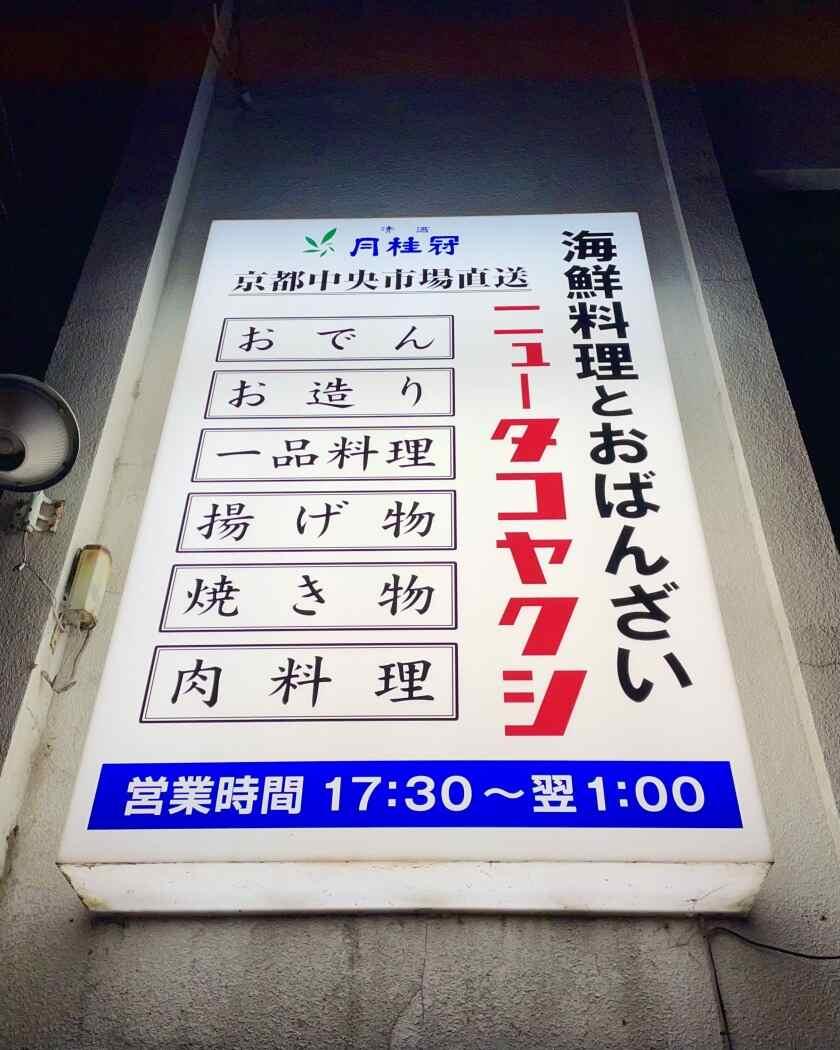 清酒
月桂冠
京都中央市場直送
海鮮料理とおばんざい
ニュータコヤクシ
おでん
お造り
一品料理
揚げ物
焼き物
肉料理
営業時間 17:30～翌1:00